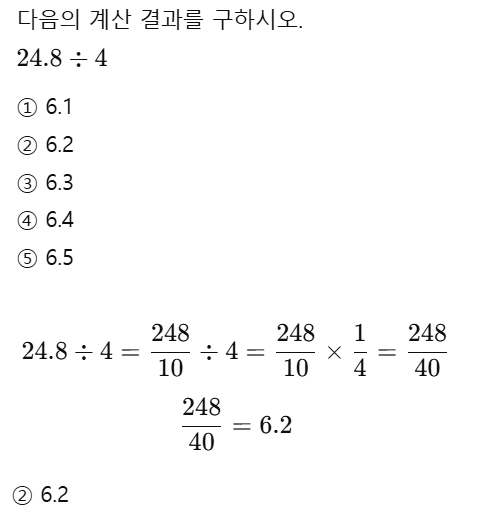 다음의 계산 결과를 구하시오.
24.8 ÷ 4
① 6.1
② 6.2
③ 6.3
④ 6.4
⑤ 6.5
24.8 ÷ 4 = 248/10 ÷ 4 = 248/10 × 1/4 = 248/40
248/40 = 6.2
② 6.2